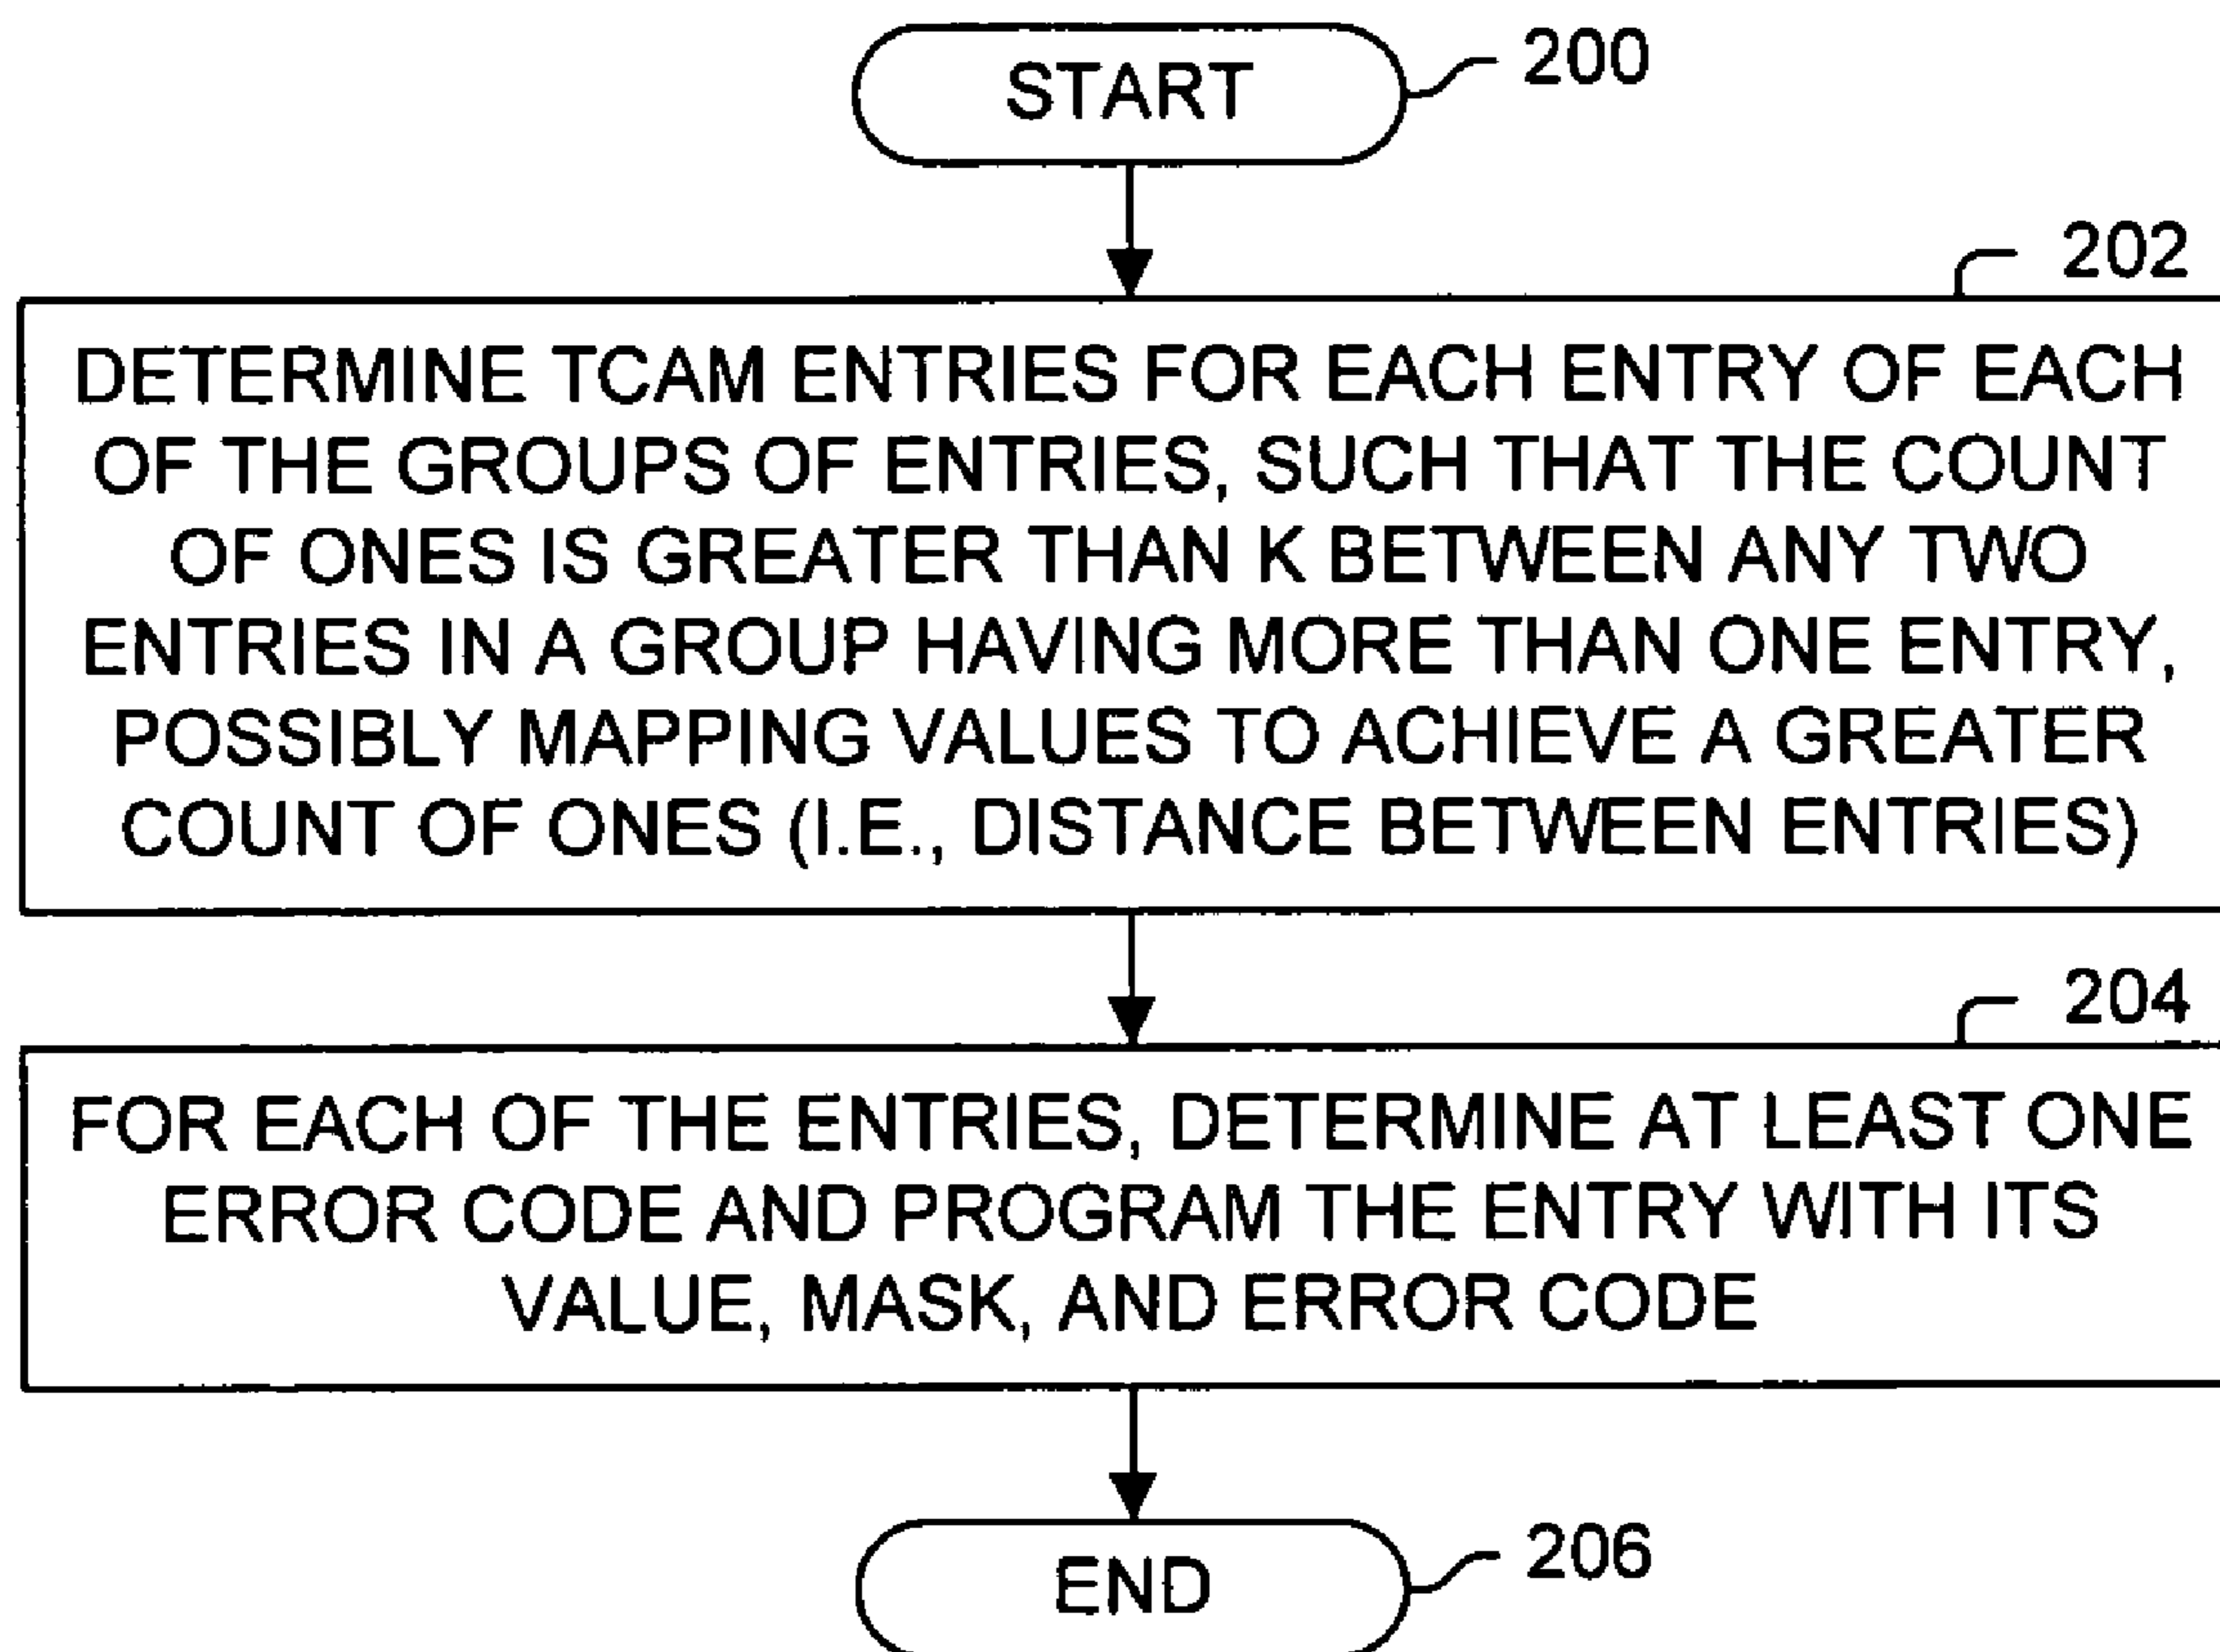 START
200
202
DETERMINE TCAM ENTRIES FOR EACH ENTRY OF EACH
OF THE GROUPS OF ENTRIES, SUCH THAT THE COUNT
OF ONES IS GREATER THAN K BETWEEN ANY TWO
ENTRIES IN A GROUP HAVING MORE THAN ONE ENTRY,
POSSIBLY MAPPING VALUES TO ACHIEVE A GREATER
COUNT OF ONES (I.E., DISTANCE BETWEEN ENTRIES)
204
FOR EACH OF THE ENTRIES, DETERMINE AT LEAST ONE
ERROR CODE AND PROGRAM THE ENTRY WITH ITS
VALUE, MASK, AND ERROR CODE
END
206